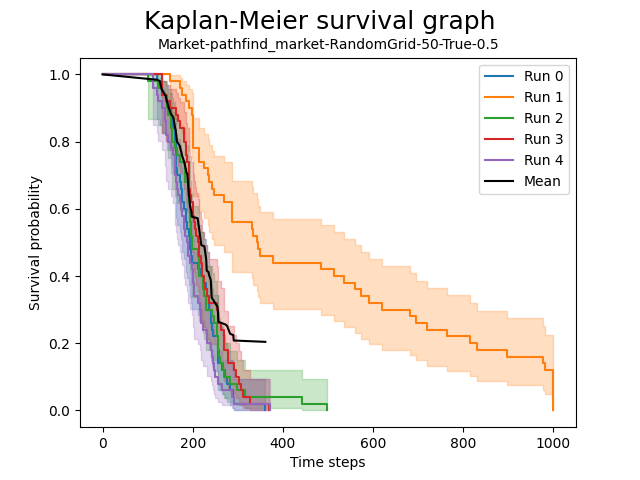 Kaplan-Meier survival graph
Market-pathfind_market-RandomGrid-50-True-0.5
Survival probability
1.0
0.8
0.6
0.4
0.2
0.0
0
200
400
600
800
1000
Time steps
Run 0
Run 1
Run 2
Run 3
Run 4
Mean